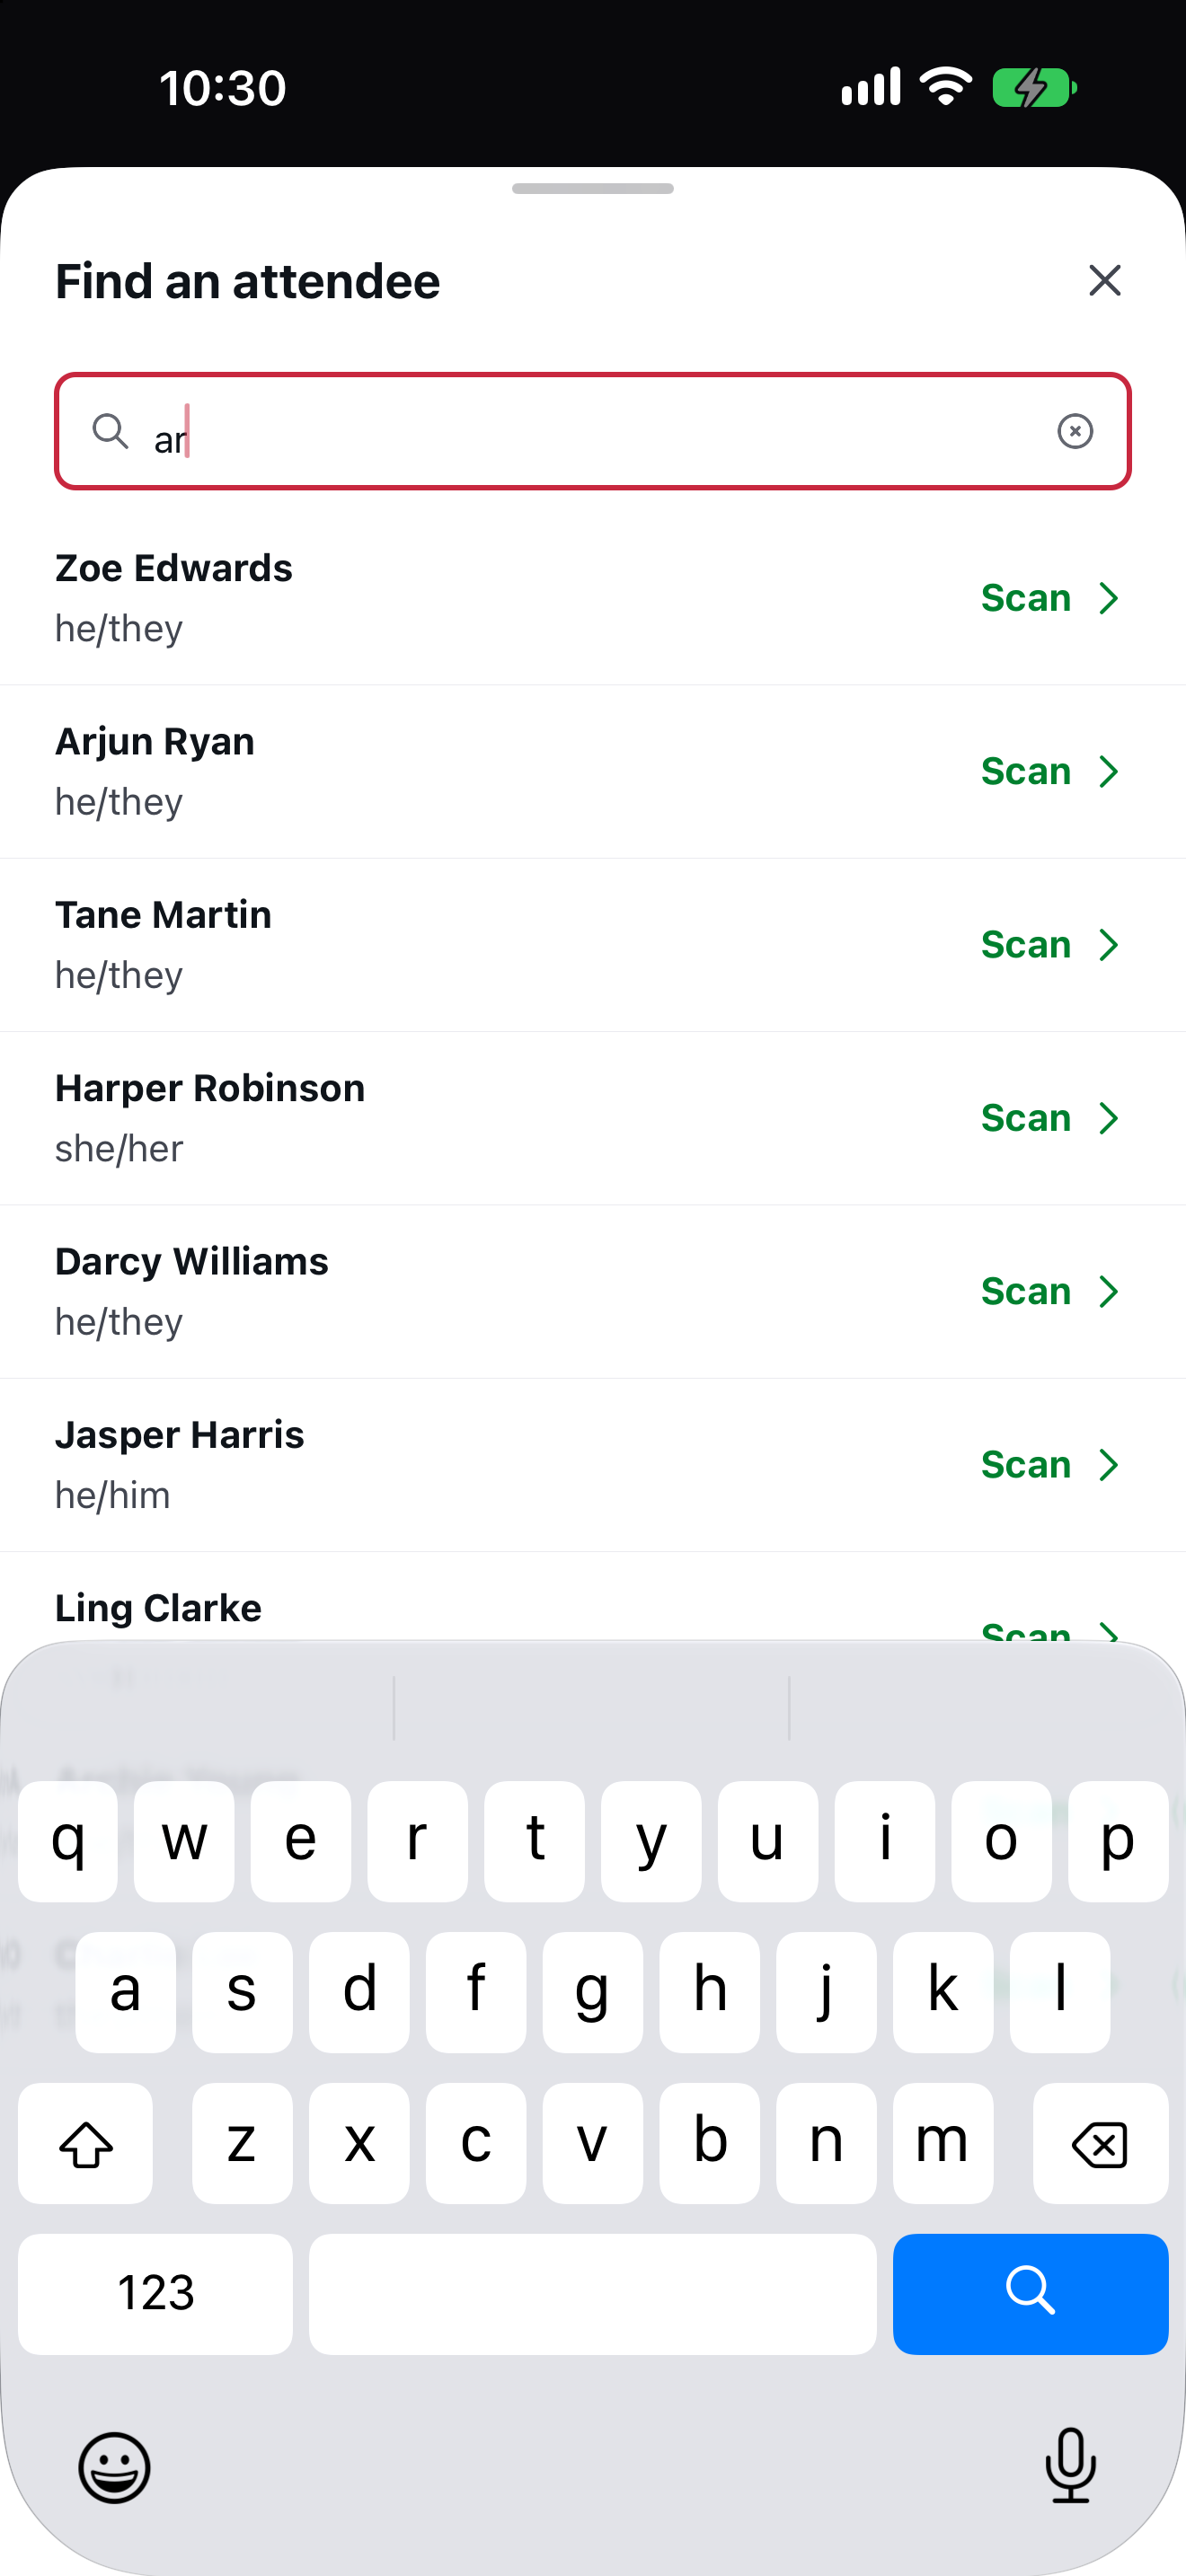 10:30
Find an attendee
ar
Zoe Edwards
he/they
Scan
Arjun Ryan
he/they
Scan
Tane Martin
he/they
Scan
Harper Robinson
she/her
Scan
Darcy Williams
he/they
Scan
Jasper Harris
he/him
Scan
Ling Clarke
Scan
q w e r t y u i o p
a s d f g h j k l
z x c v b n m
123